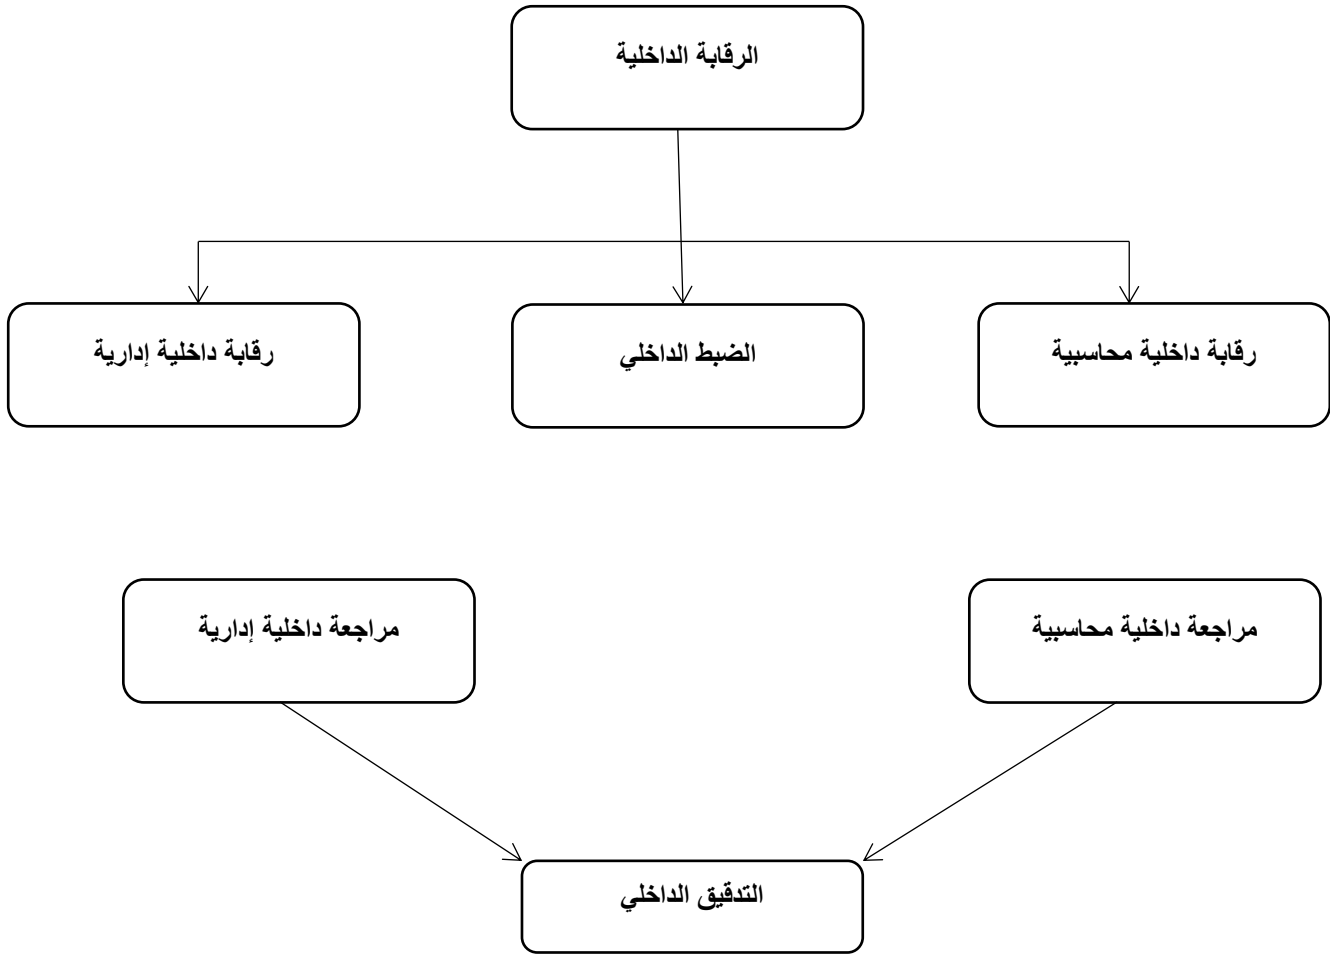 الرقابة الداخلية
رقابة داخلية محاسبية
الضبط الداخلي
رقابة داخلية إدارية
مراجعة داخلية محاسبية
مراجعة داخلية إدارية
التدقيق الداخلي